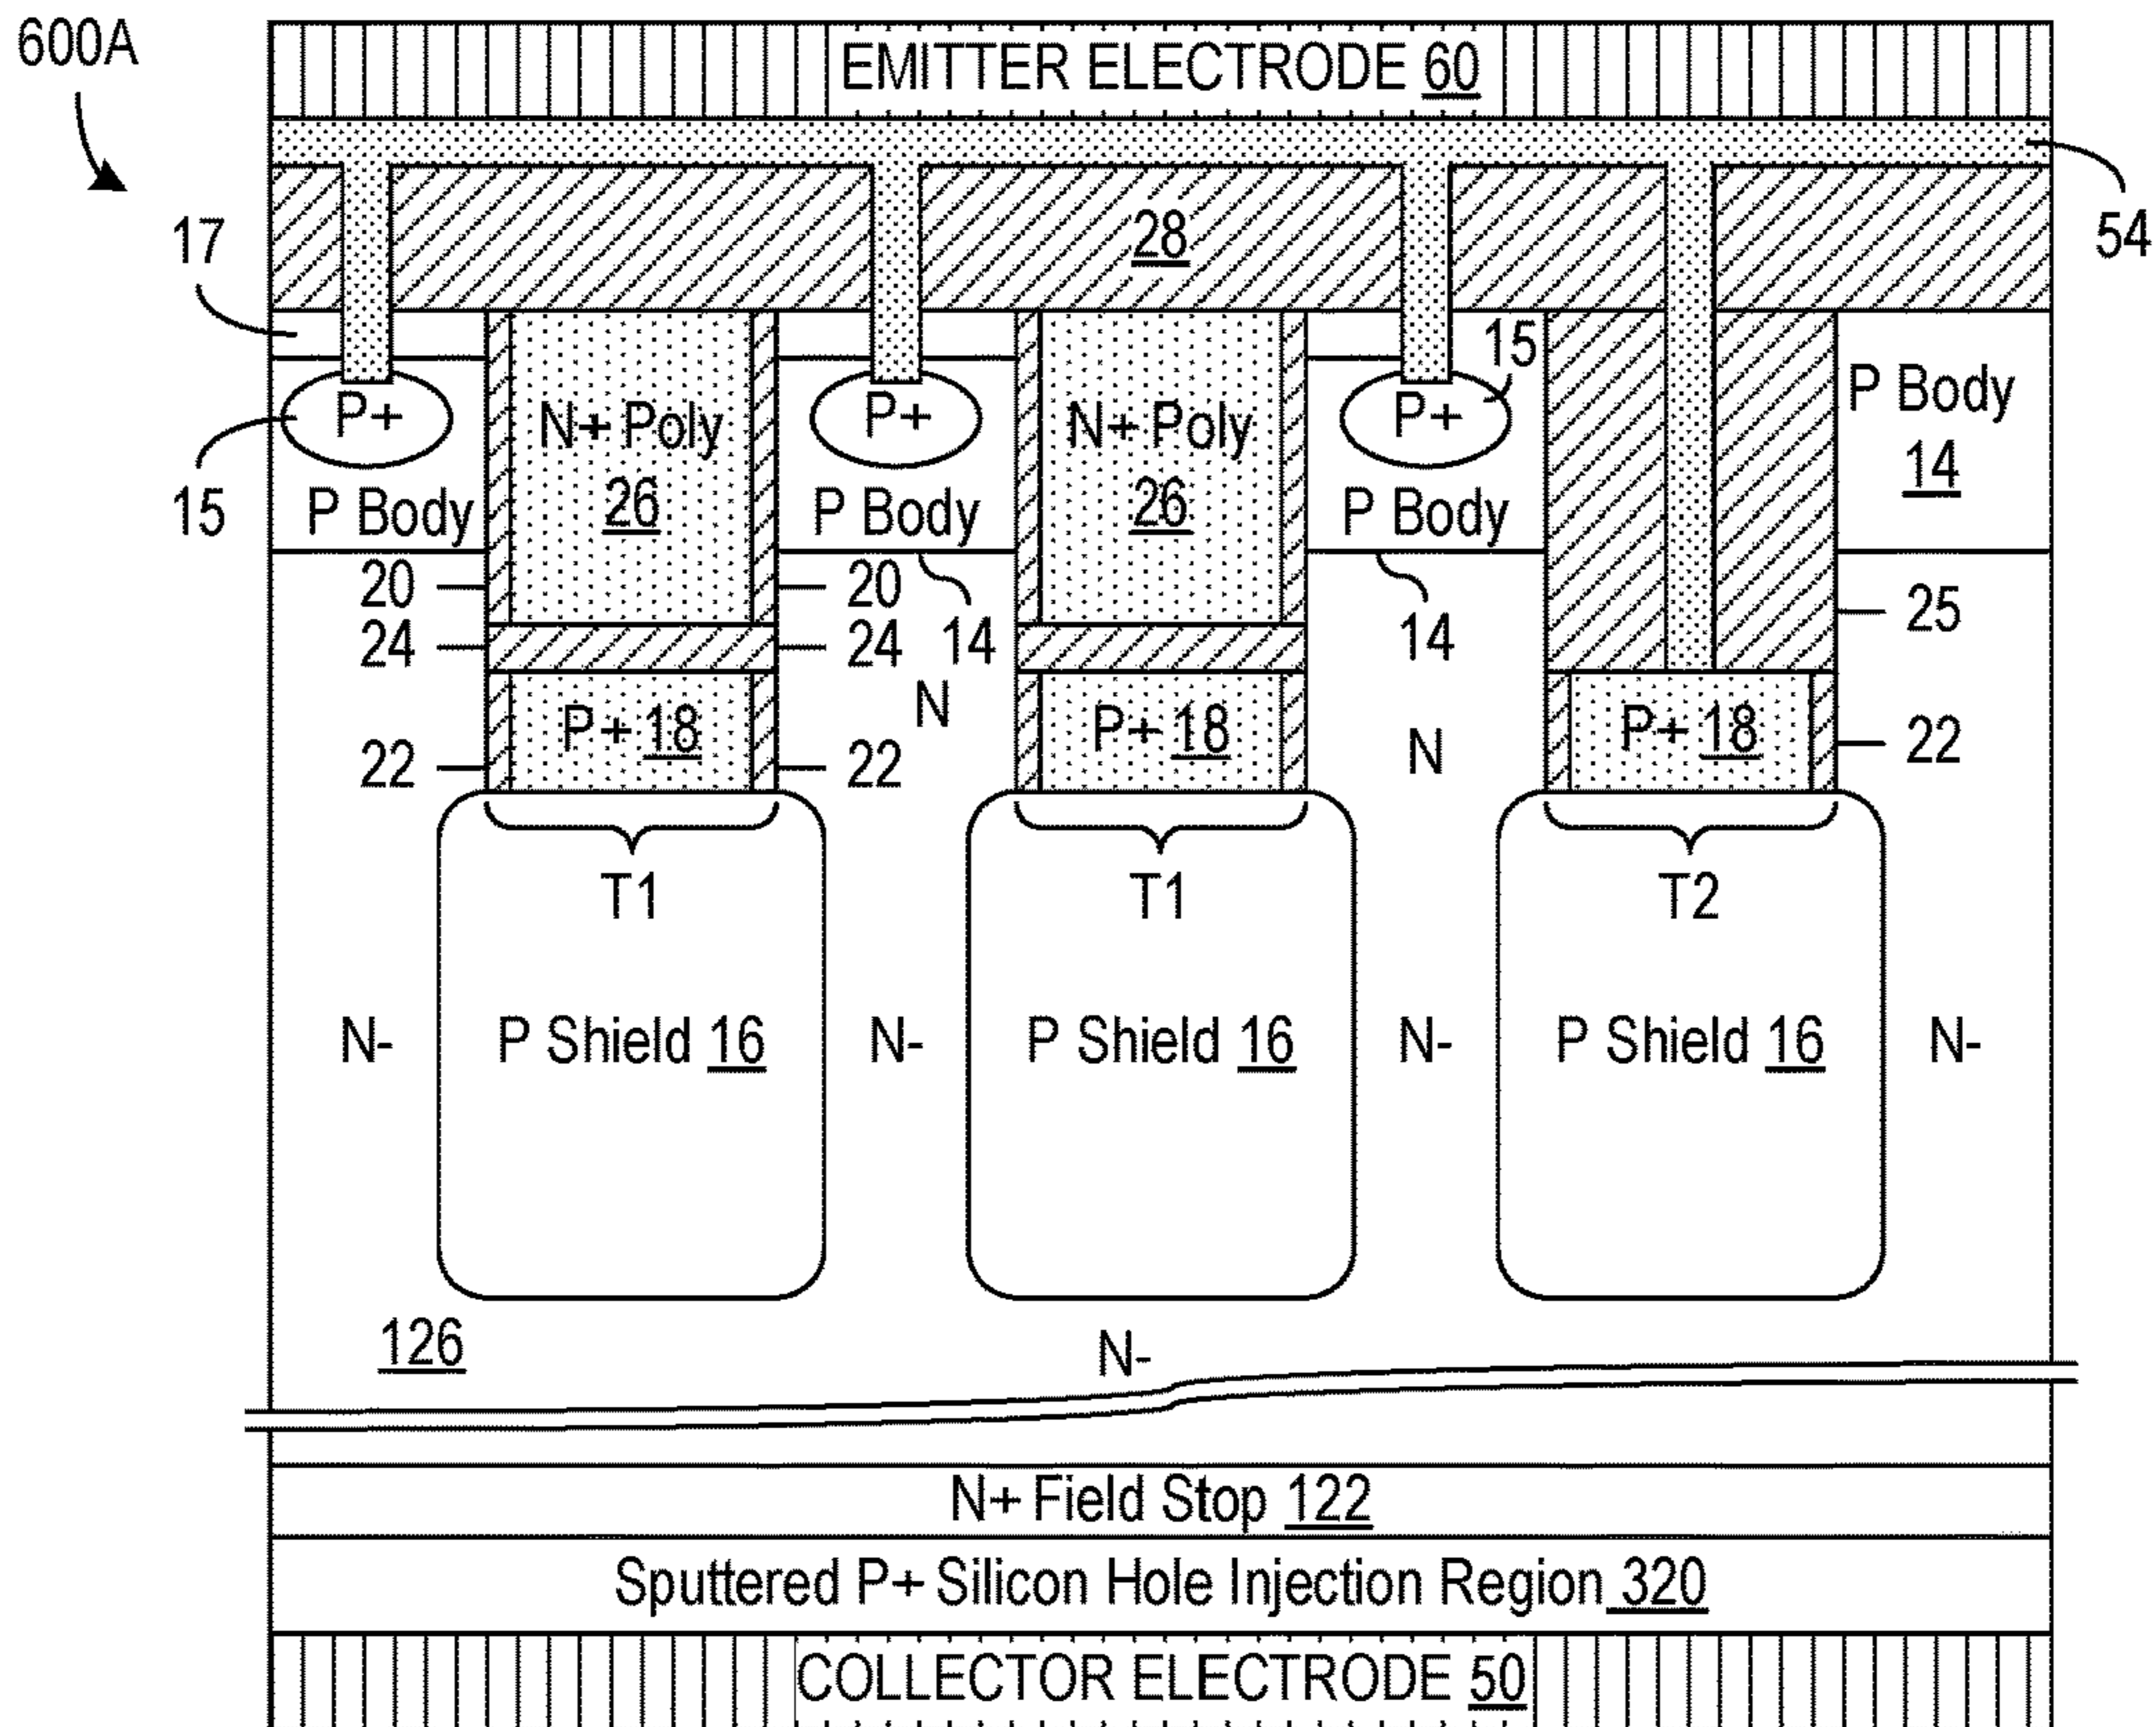 600A
EMITTER ELECTRODE 60
17
28
54
15
P+
N+ Poly
26
P+
N+ Poly
26
P+
15
P Body
14
15
P Body
P Body
P Body
20
20
25
24
24
14
14
N
N
22
P+ 18
22
P+ 18
P+ 18
22
T1
T1
T2
N-
P Shield 16
N-
P Shield 16
N-
P Shield 16
N-
126
N-
N+ Field Stop 122
Sputtered P+ Silicon Hole Injection Region 320
COLLECTOR ELECTRODE 50